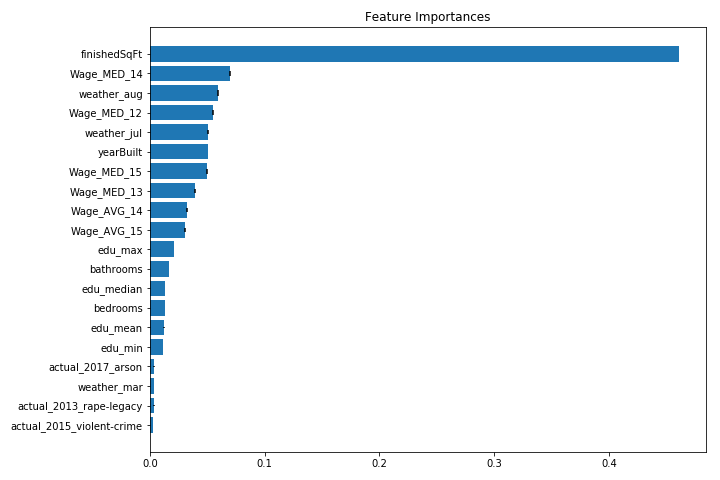 Feature Importances
finishedSqFt
Wage_MED_14
weather_aug
Wage_MED_12
weather_jul
yearBuilt
Wage_MED_15
Wage_MED_13
Wage_AVG_14
Wage_AVG_15
edu_max
bathrooms
edu_median
bedrooms
edu_mean
edu_min
actual_2017_arson
weather_mar
actual_2013_rape-legacy
actual_2015_violent-crime
0.0 0.1 0.2 0.3 0.4